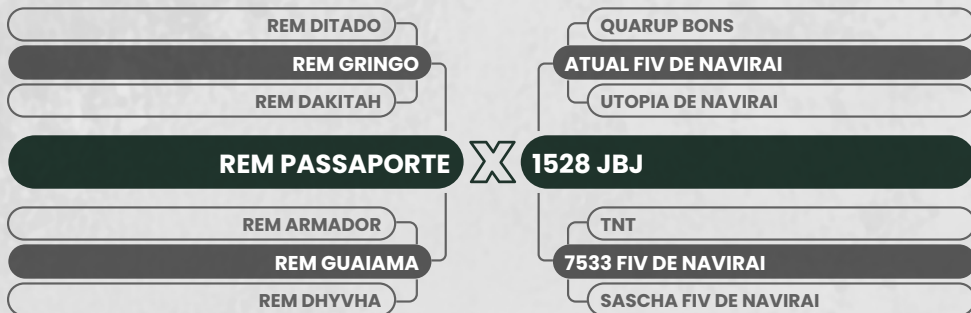 REM DITADO
REM GRINGO
REM DAKITAH
REM PASSAPORTE
REM ARMADOR
REM GUAIAMA
REM DHYVHA
X
QUARUP BONS
ATUAL FIV DE NAVIRAI
UTOPIA DE NAVIRAI
1528 JBJ
TNT
7533 FIV DE NAVIRAI
SASCHA FIV DE NAVIRAI